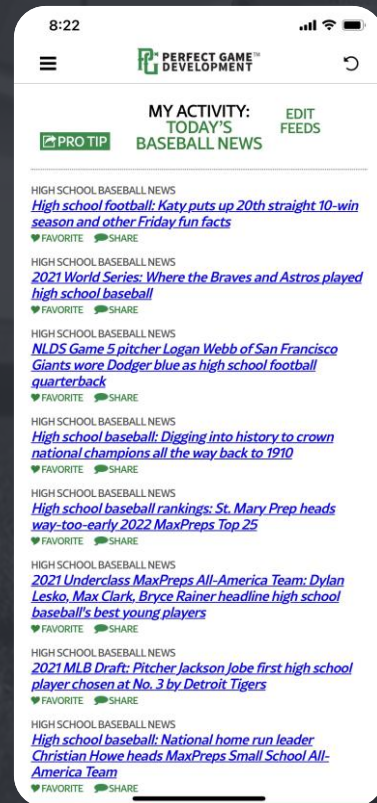 8:22
PERFECT GAME™
DEVELOPMENT
MY ACTIVITY:
TODAY'S
BASEBALL NEWS
EDIT
FEEDS
PRO TIP
HIGH SCHOOL BASEBALL NEWS
High school football: Katy puts up 20th straight 10-win
season and other Friday fun facts
FAVORITE SHARE
HIGH SCHOOL BASEBALL NEWS
2021 World Series: Where the Braves and Astros played
high school baseball
FAVORITE SHARE
HIGH SCHOOL BASEBALL NEWS
NLDS Game 5 pitcher Logan Webb of San Francisco
Giants wore Dodger blue as high school football
quarterback
FAVORITE SHARE
HIGH SCHOOL BASEBALL NEWS
High school baseball: Digging into history to crown
national champions all the way back to 1910
FAVORITE SHARE
HIGH SCHOOL BASEBALL NEWS
High school baseball rankings: St. Mary Prep heads
way-too-early 2022 MaxPreps Top 25
FAVORITE SHARE
HIGH SCHOOL BASEBALL NEWS
2021 Underclass MaxPreps All-America Team: Dylan
Lesko, Max Clark, Bryce Rainer headline high school
baseball's best young players
FAVORITE SHARE
HIGH SCHOOL BASEBALL NEWS
2021 MLB Draft: Pitcher Jackson Jobe first high school
player chosen at No. 3 by Detroit Tigers
FAVORITE SHARE
HIGH SCHOOL BASEBALL NEWS
High school baseball: National home run leader
Christian Howe heads MaxPreps Small School All-
America Team
FAVORITE SHARE